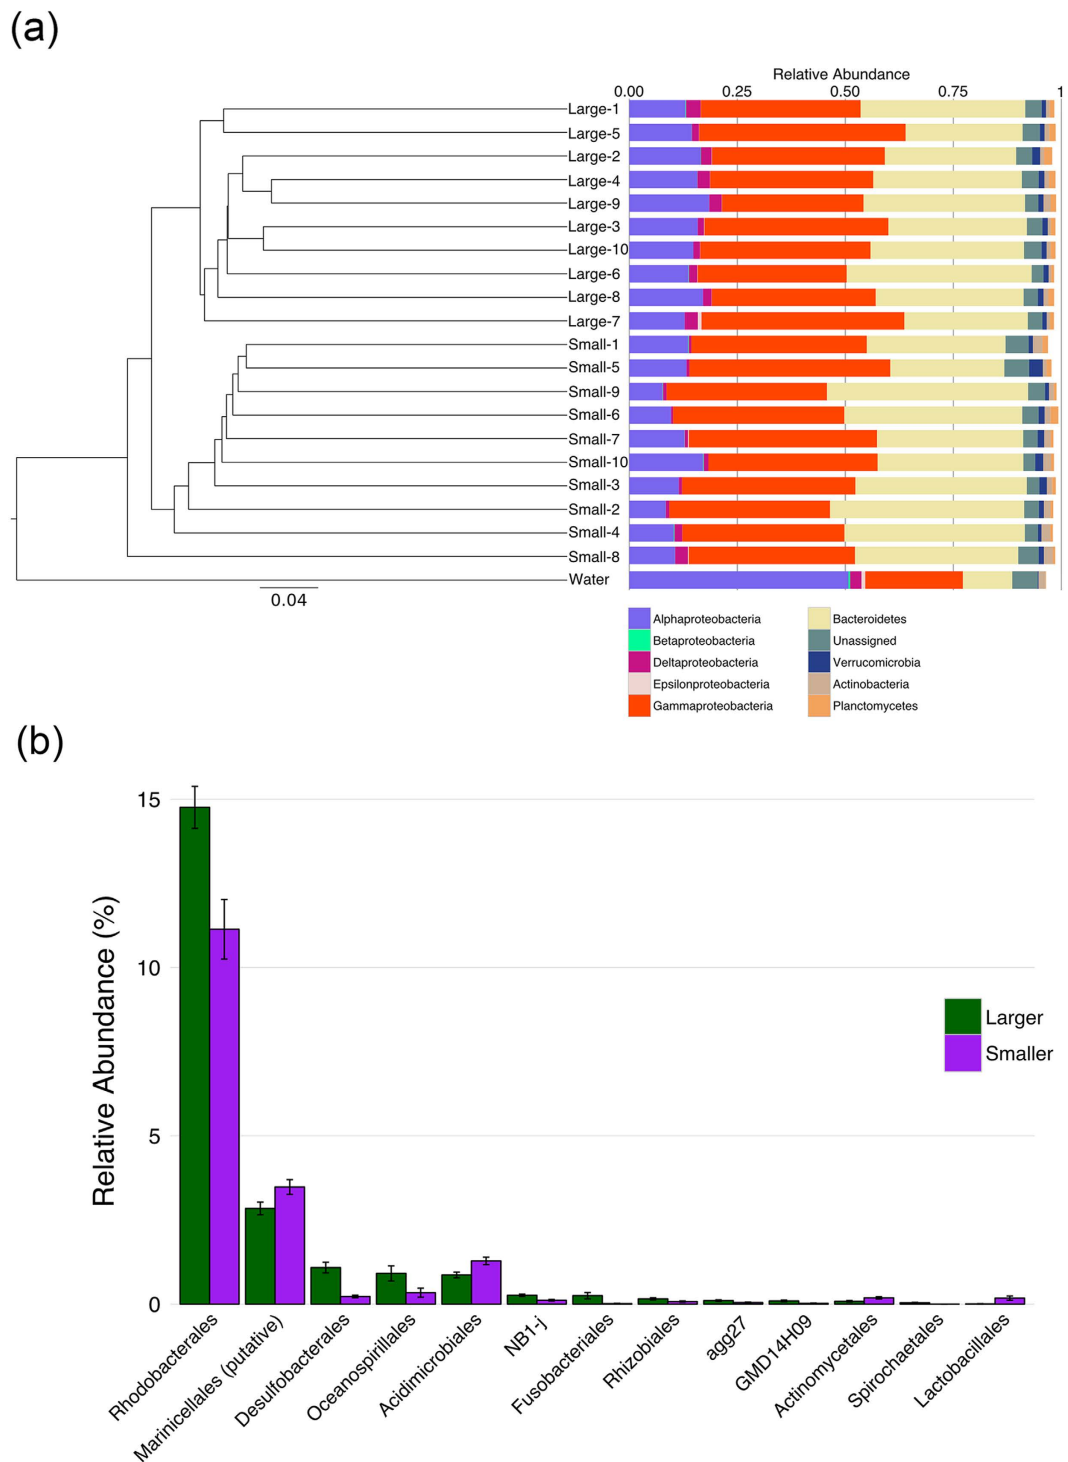 (a)
Relative Abundance
0.00 0.25 0.50 0.75 1
Large-1
Large-5
Large-2
Large-4
Large-9
Large-3
Large-10
Large-6
Large-8
Large-7
Small-1
Small-5
Small-9
Small-6
Small-7
Small-10
Small-3
Small-2
Small-4
Small-8
Water
0.04
Alphaproteobacteria
Betaproteobacteria
Deltaproteobacteria
Epsilonproteobacteria
Gammaproteobacteria
Bacteroidetes
Unassigned
Verrucomicrobia
Actinobacteria
Planctomycetes
(b)
Relative Abundance (%)
15
10
5
0
Larger
Smaller
Rhodobacterales
Marinicellales (putative)
Desulfobacterales
Oceanospirillales
Acidimicrobiales
NB1-j
Fusobacteriales
Rhizobiales
agg27
GMD14H09
Actinomycetales
Spirochaetales
Lactobacillales